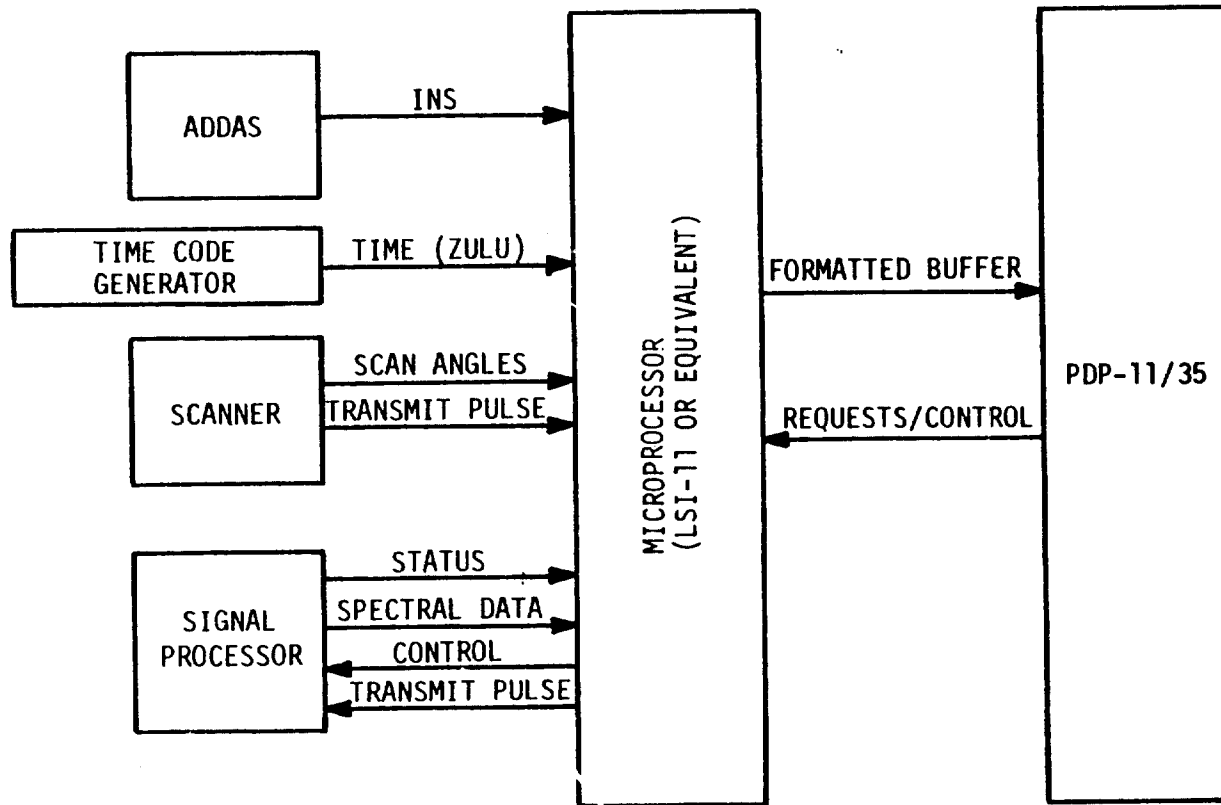 ADDAS
INS
TIME CODE
GENERATOR
TIME (ZULU)
SCANNER
SCAN ANGLES
TRANSMIT PULSE
SIGNAL
PROCESSOR
STATUS
SPECTRAL DATA
CONTROL
TRANSMIT PULSE
MICROPROCESSOR
(LSI-11 OR EQUIVALENT)
FORMATTED BUFFER
REQUESTS/CONTROL
PDP-11/35